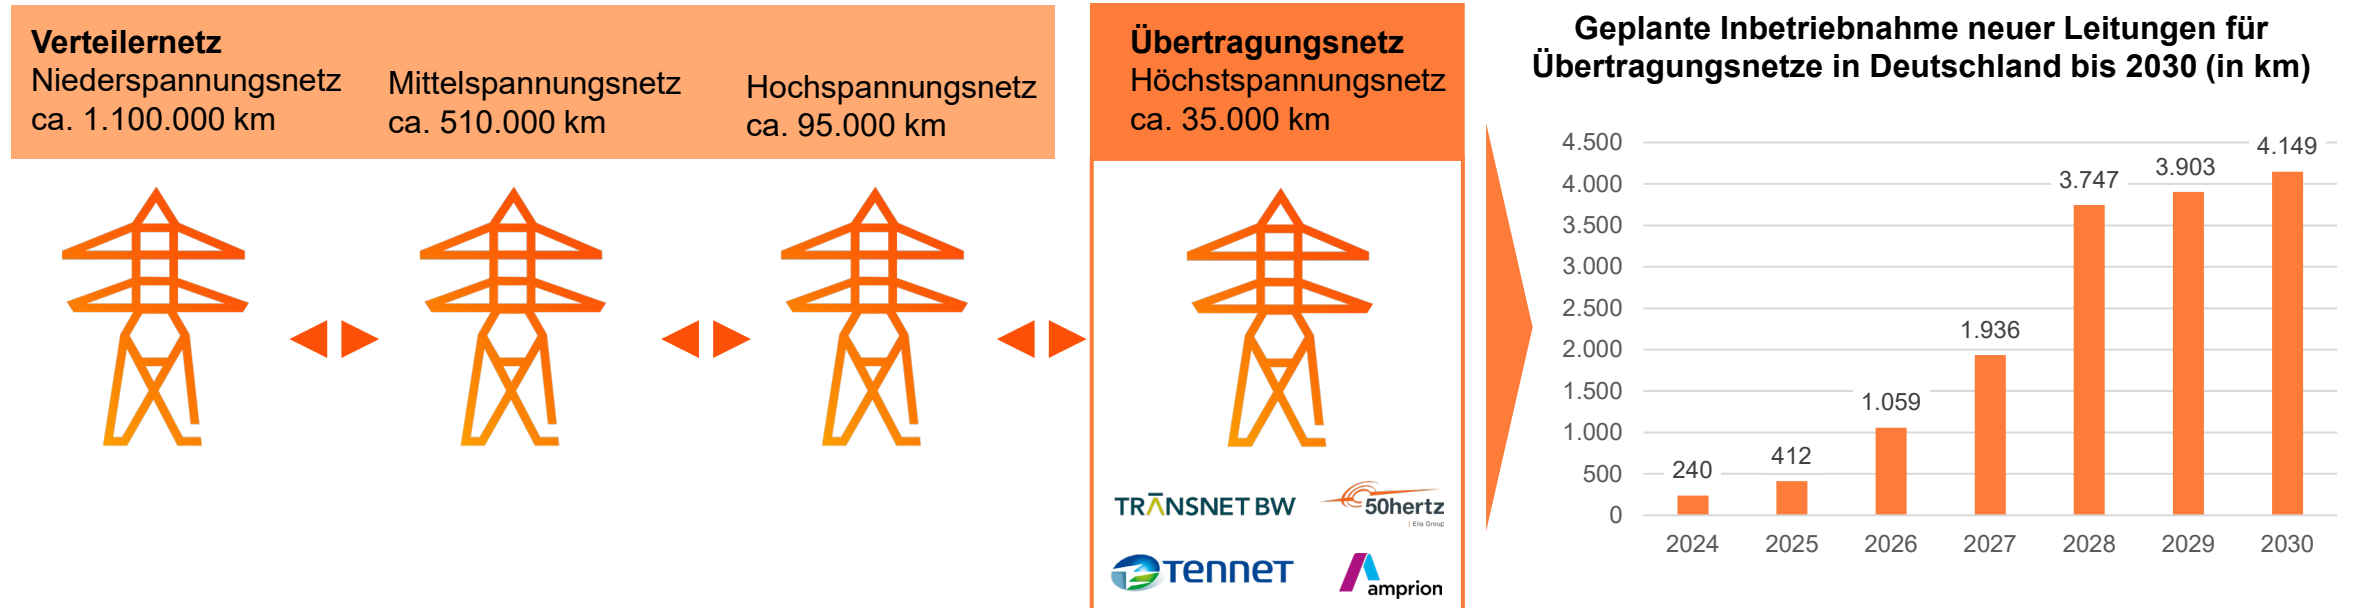 Verteilernetz
Niederspannungsnetz
ca. 1.100.000 km
Mittelspannungsnetz
ca. 510.000 km
Hochspannungsnetz
ca. 95.000 km
Übertragungsnetz
Höchstspannungsnetz
ca. 35.000 km
TRANSNET BW
50hertz
Elia Group
TenneT
amprion
Geplante Inbetriebnahme neuer Leitungen für
Übertragungsnetze in Deutschland bis 2030 (in km)
4.500
4.000
3.500
3.000
2.500
2.000
1.500
1.000
500
0
240
412
1.059
1.936
3.747
3.903
4.149
2024
2025
2026
2027
2028
2029
2030